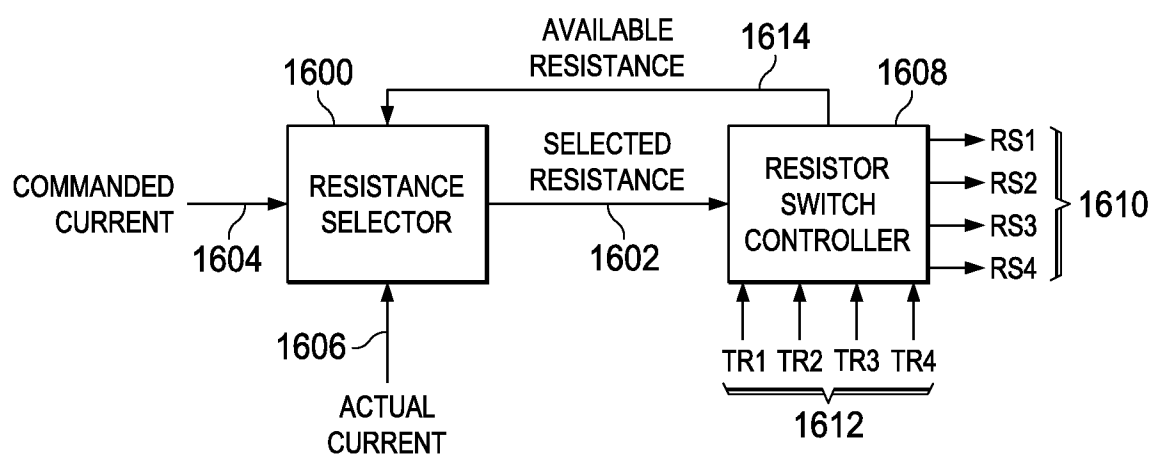 AVAILABLE
RESISTANCE
1614
1600
1608
COMMANDED
CURRENT
1604
RESISTANCE
SELECTOR
SELECTED
RESISTANCE
1602
RESISTOR
SWITCH
CONTROLLER
RS1
RS2
RS3
RS4
1610
1606
ACTUAL
CURRENT
TR1 TR2 TR3 TR4
1612